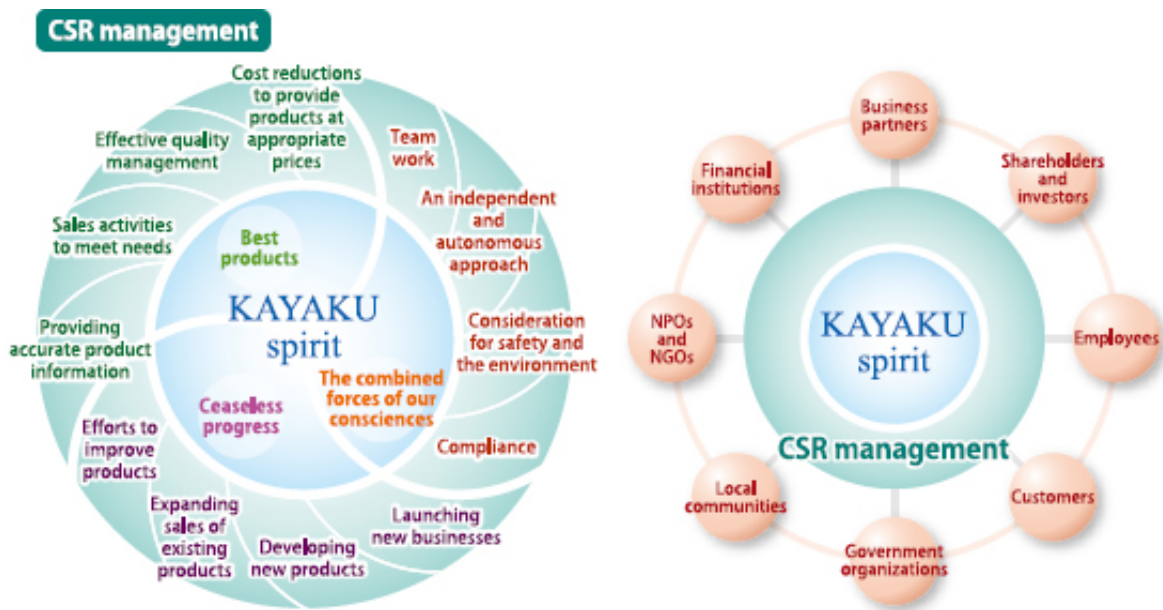 CSR management
Cost reductions
to provide
products at
appropriate
prices
Team
work
An independent
and
autonomous
approach
Consideration
for safety and
the environment
Compliance
Launching
new businesses
Developing
new products
Expanding
sales of
existing
products
Efforts to
improve
products
Providing
accurate product
information
Sales activities
to meet needs
Effective quality
management
Best
products
KAYAKU
spirit
The combined
forces of our
consciences
Ceaseless
progress
Business
partners
Shareholders
and
investors
Employees
Customers
Government
organizations
Local
communities
NPOs
and
NGOs
Financial
institutions
KAYAKU
spirit
CSR management